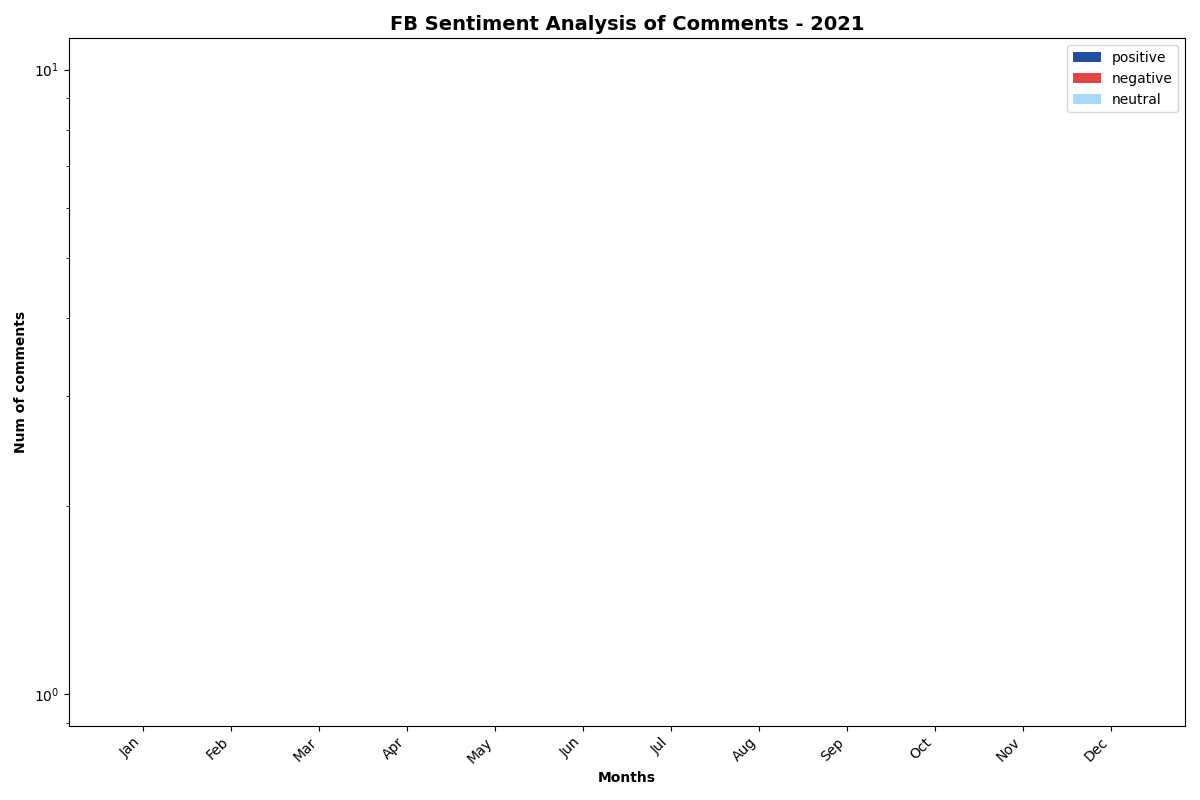 FB Sentiment Analysis of Comments - 2021
positive
negative
neutral
10¹
10⁰
Num of comments
Jan
Feb
Mar
Apr
May
Jun
Jul
Aug
Sep
Oct
Nov
Dec
Months